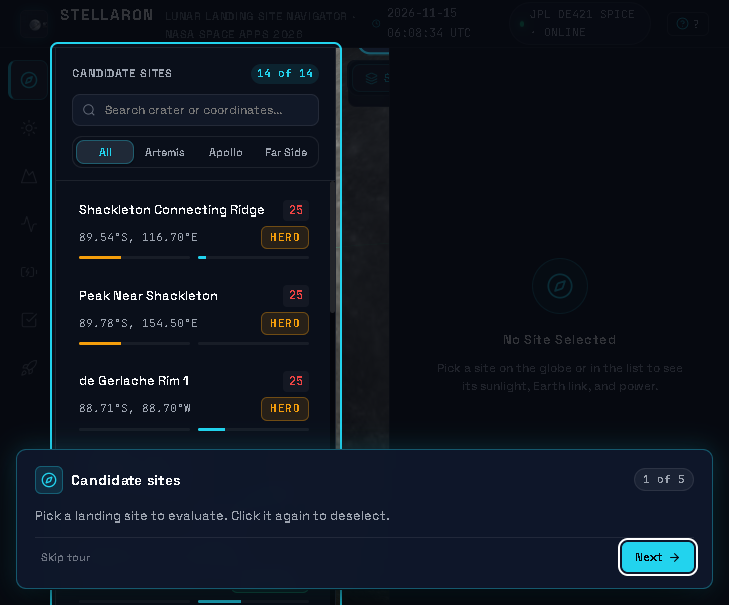 STELLARON
LUNAR LANDING SITE NAVIGATOR ·
NASA SPACE APPS 2026
2026-11-15
06:08:34 UTC
JPL DE421 SPICE
· ONLINE
?
CANDIDATE SITES
14 of 14
Search crater or coordinates...
All
Artemis
Apollo
Far Side
Shackleton Connecting Ridge
25
89.54°S, 116.70°E
HERO
Peak Near Shackleton
25
89.78°S, 154.50°E
HERO
de Gerlache Rim 1
25
88.71°S, 88.70°W
HERO
No Site Selected
Pick a site on the globe or in the list to see
its sunlight, Earth link, and power.
Candidate sites
1 of 5
Pick a landing site to evaluate. Click it again to deselect.
Skip tour
Next →